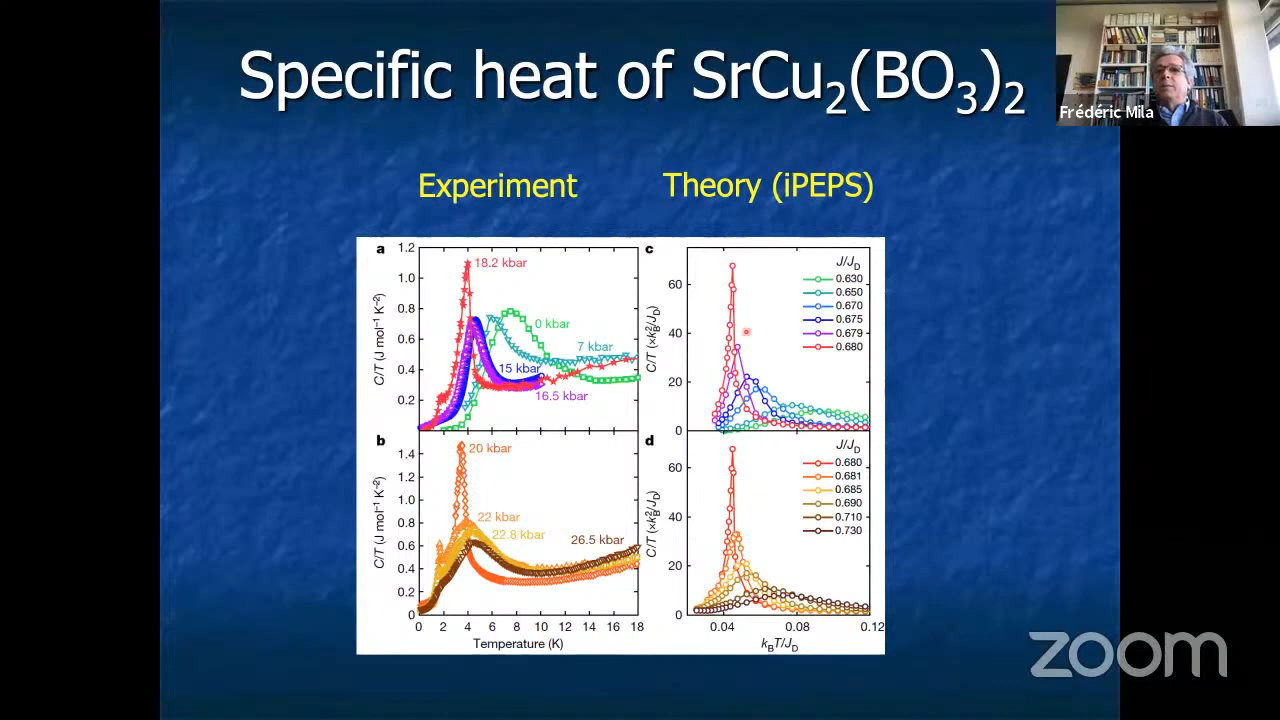 Specific heat of SrCu₂(BO₃)₂
Frédéric Mila
Experiment
Theory (iPEPS)
a
1.2
1.0
0.8
0.6
0.4
0.2
C/T (J mol⁻¹ K⁻²)
18.2 kbar
0 kbar
7 kbar
15 kbar
16.5 kbar
b
1.4
1.2
1.0
0.8
0.6
0.4
0.2
0
C/T (J mol⁻¹ K⁻²)
20 kbar
22 kbar
22.8 kbar
26.5 kbar
0 2 4 6 8 10 12 14 16 18
Temperature (K)
c
60
40
20
0
C/T (×k_B²/J_D)
J/J_D
0.630
0.650
0.670
0.675
0.679
0.680
d
60
40
20
0
C/T (×k_B²/J_D)
J/J_D
0.680
0.681
0.685
0.690
0.710
0.730
0.04 0.08 0.12
k_BT/J_D
zoom